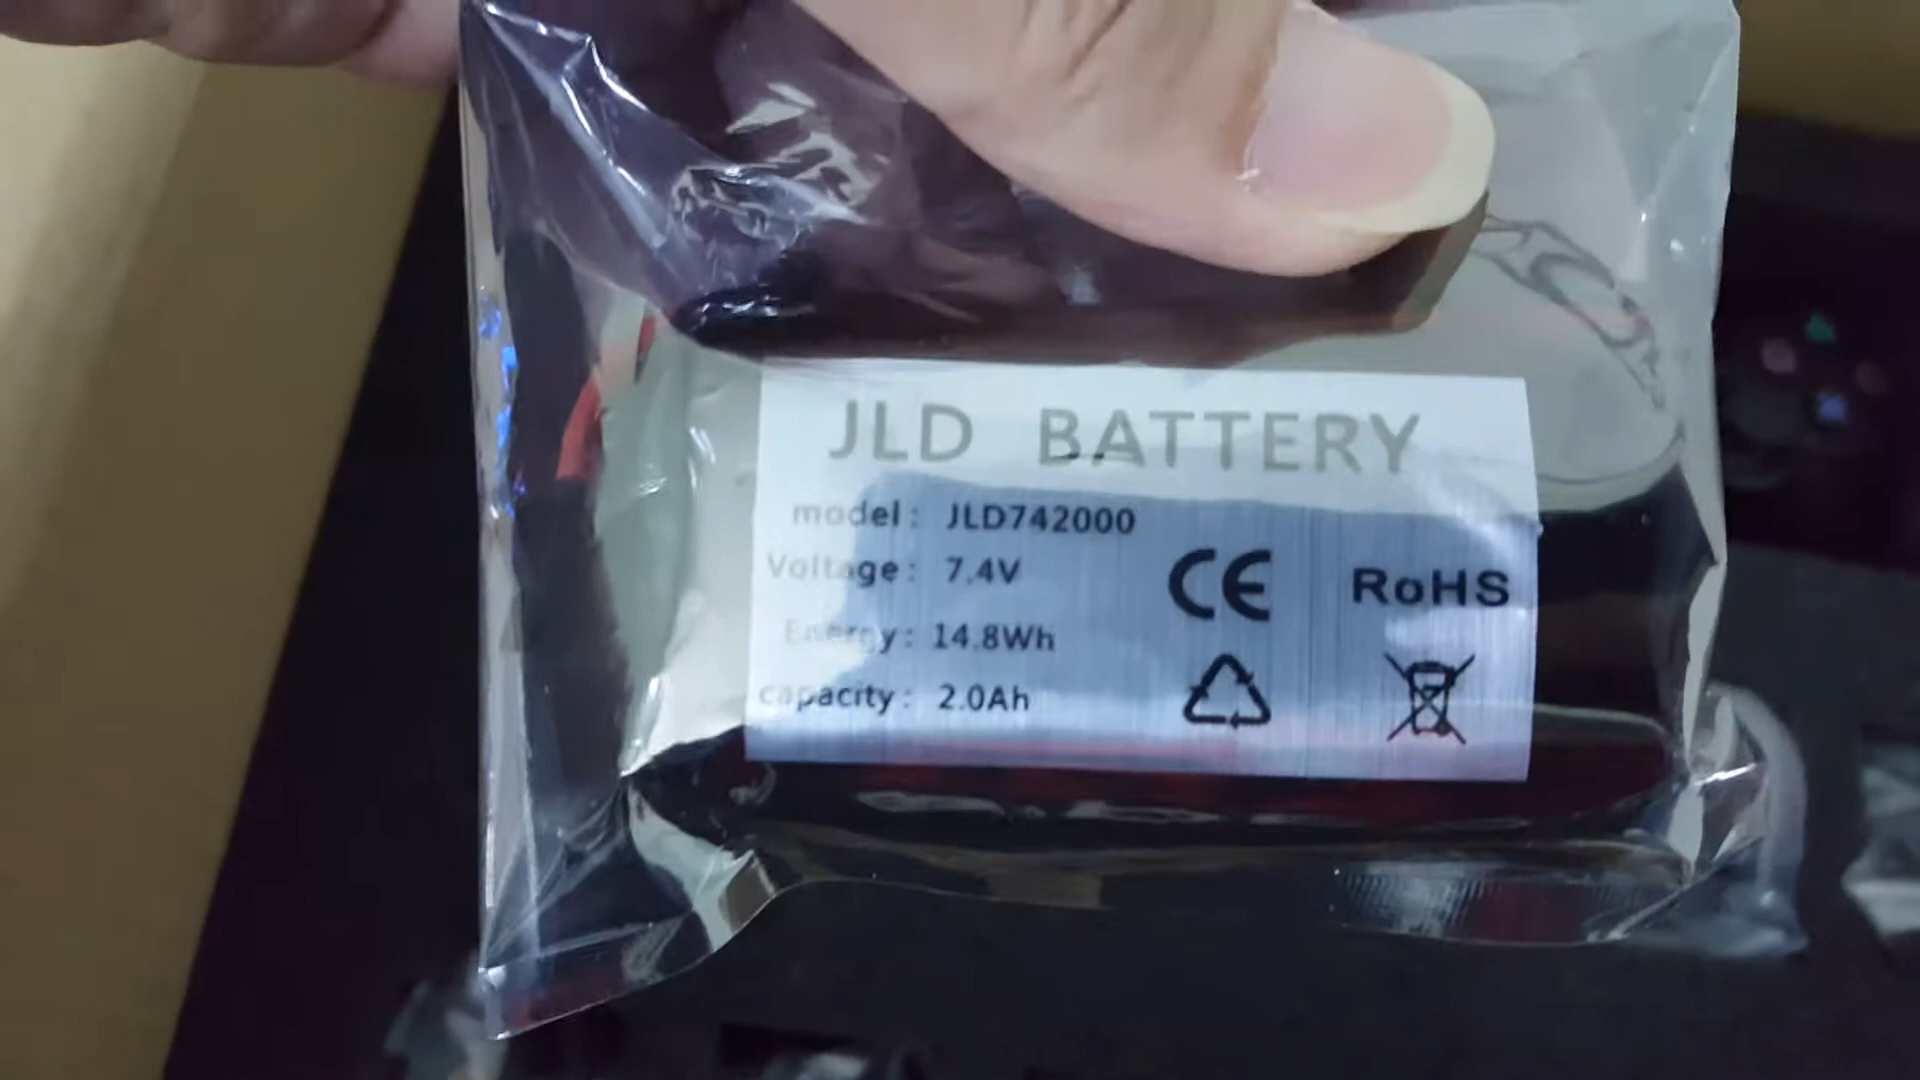 JLD BATTERY
model: JLD742000
Voltage: 7.4V
Energy: 14.8Wh
capacity: 2.0Ah
CE
RoHS